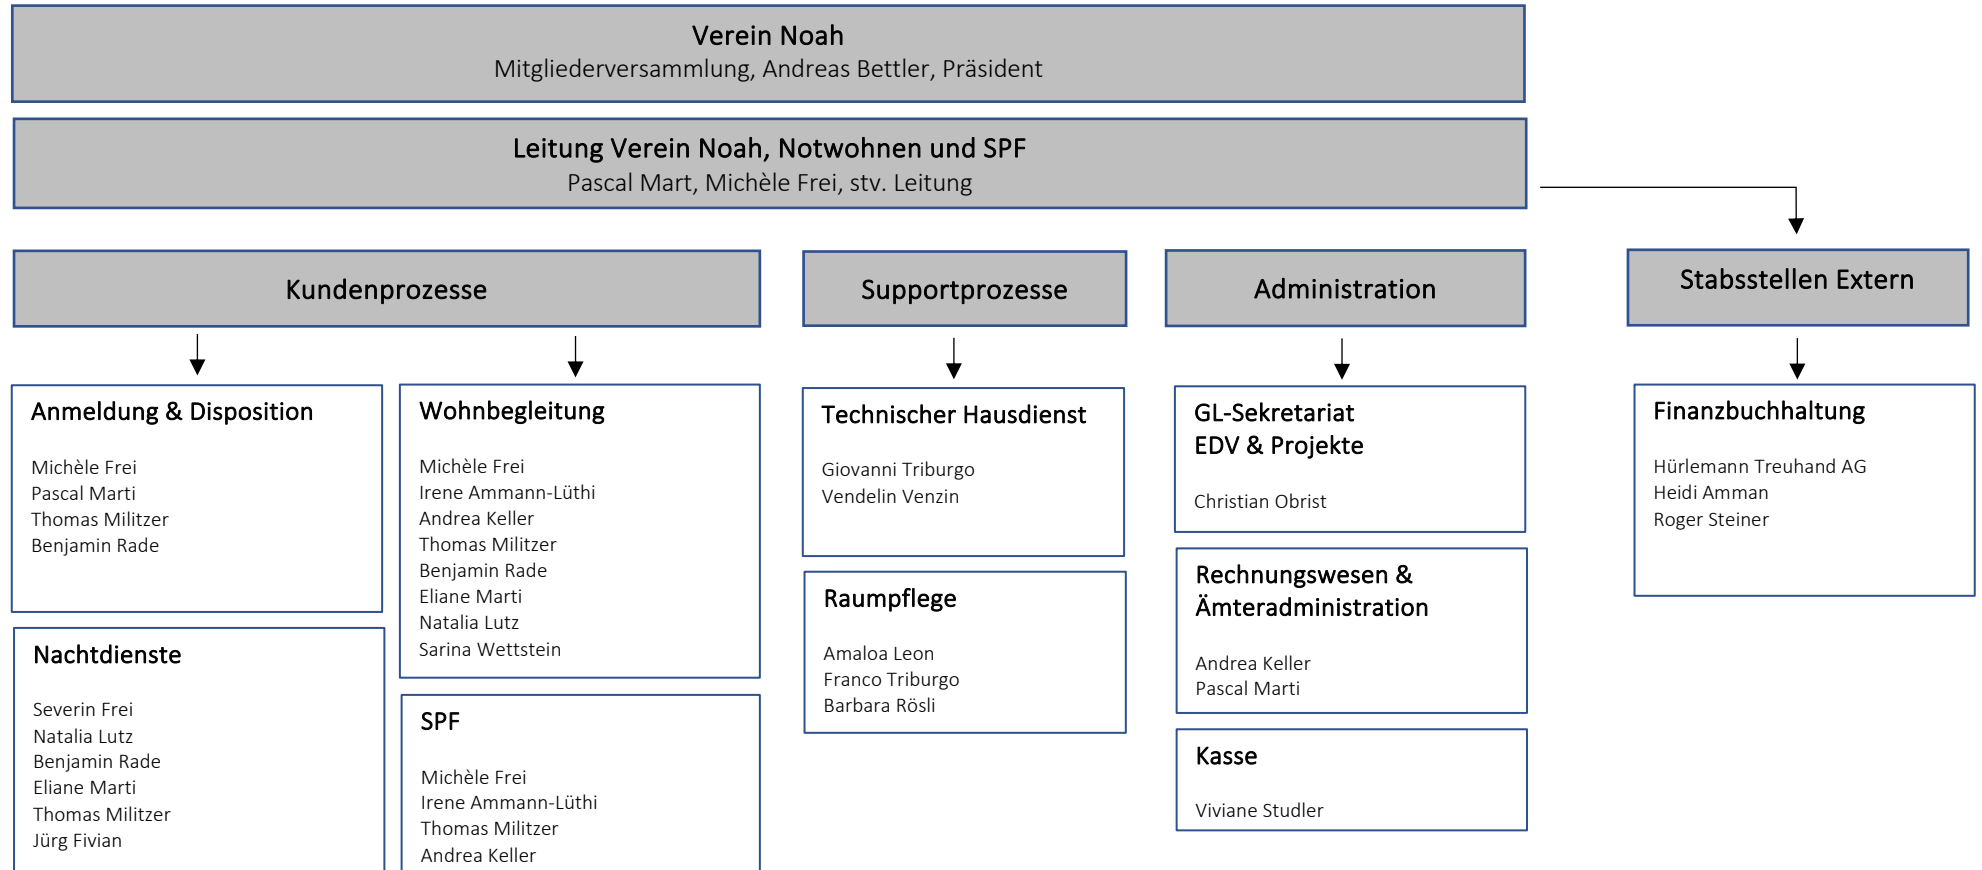 Verein Noah
Mitgliederversammlung, Andreas Bettler, Präsident
Leitung Verein Noah, Notwohnen und SPF
Pascal Mart, Michèle Frei, stv. Leitung
Kundenprozesse
Supportprozesse
Administration
Stabsstellen Extern
Anmeldung & Disposition
Michèle Frei
Pascal Marti
Thomas Militzer
Benjamin Rade
Nachtdienste
Severin Frei
Natalia Lutz
Benjamin Rade
Eliane Marti
Thomas Militzer
Jürg Fivian
Wohnbegleitung
Michèle Frei
Irene Ammann-Lüthi
Andrea Keller
Thomas Militzer
Benjamin Rade
Eliane Marti
Natalia Lutz
Sarina Wettstein
SPF
Michèle Frei
Irene Ammann-Lüthi
Thomas Militzer
Andrea Keller
Technischer Hausdienst
Giovanni Triburgo
Vendelin Venzin
Raumpflege
Amaloa Leon
Franco Triburgo
Barbara Rösli
GL-Sekretariat
EDV & Projekte
Christian Obrist
Rechnungswesen &
Ämteradministration
Andrea Keller
Pascal Marti
Kasse
Viviane Studler
Finanzbuchhaltung
Hürlemann Treuhand AG
Heidi Amman
Roger Steiner